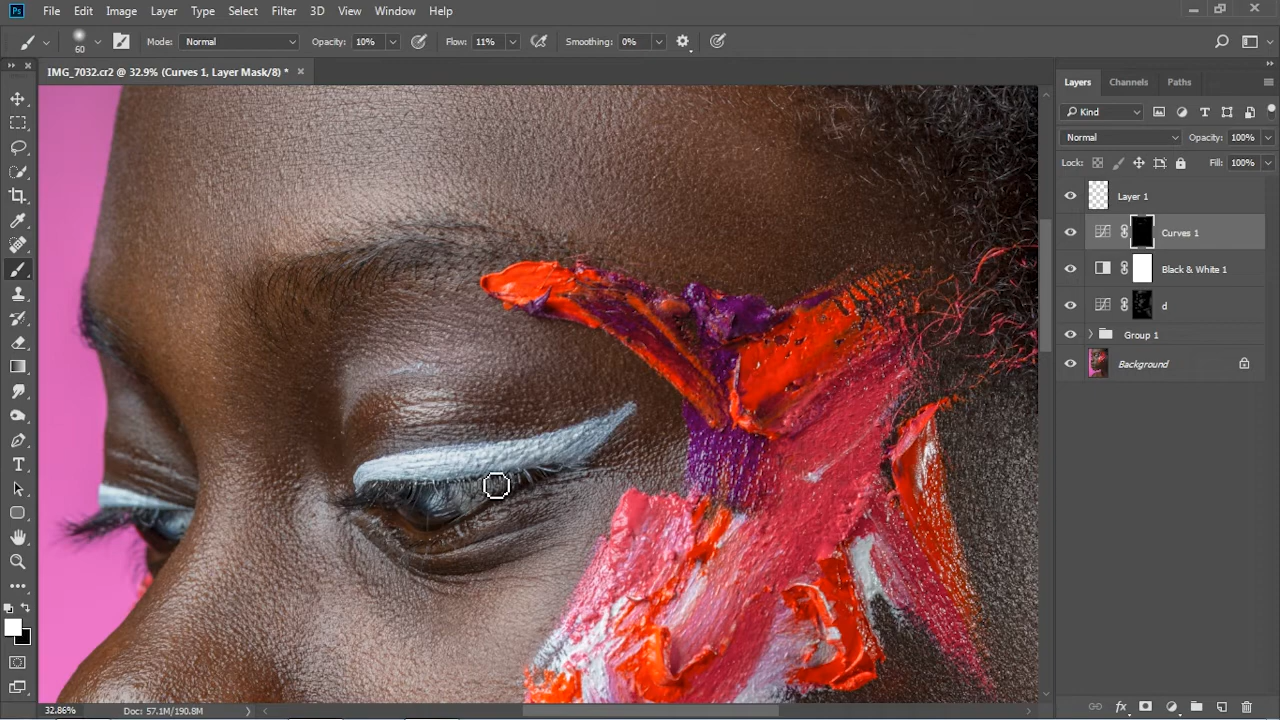 Ps File Edit Image Layer Type Select Filter 3D View Window Help
60 Mode: Normal Opacity: 10% Flow: 11% Smoothing: 0%
IMG_7032.cr2 @ 32.9% (Curves 1, Layer Mask/8) *
Layers Channels Paths
Kind
Normal Opacity: 100%
Lock: Fill: 100%
Layer 1
Curves 1
Black & White 1
d
Group 1
Background
32.86% Doc: 57.1M/190.8M